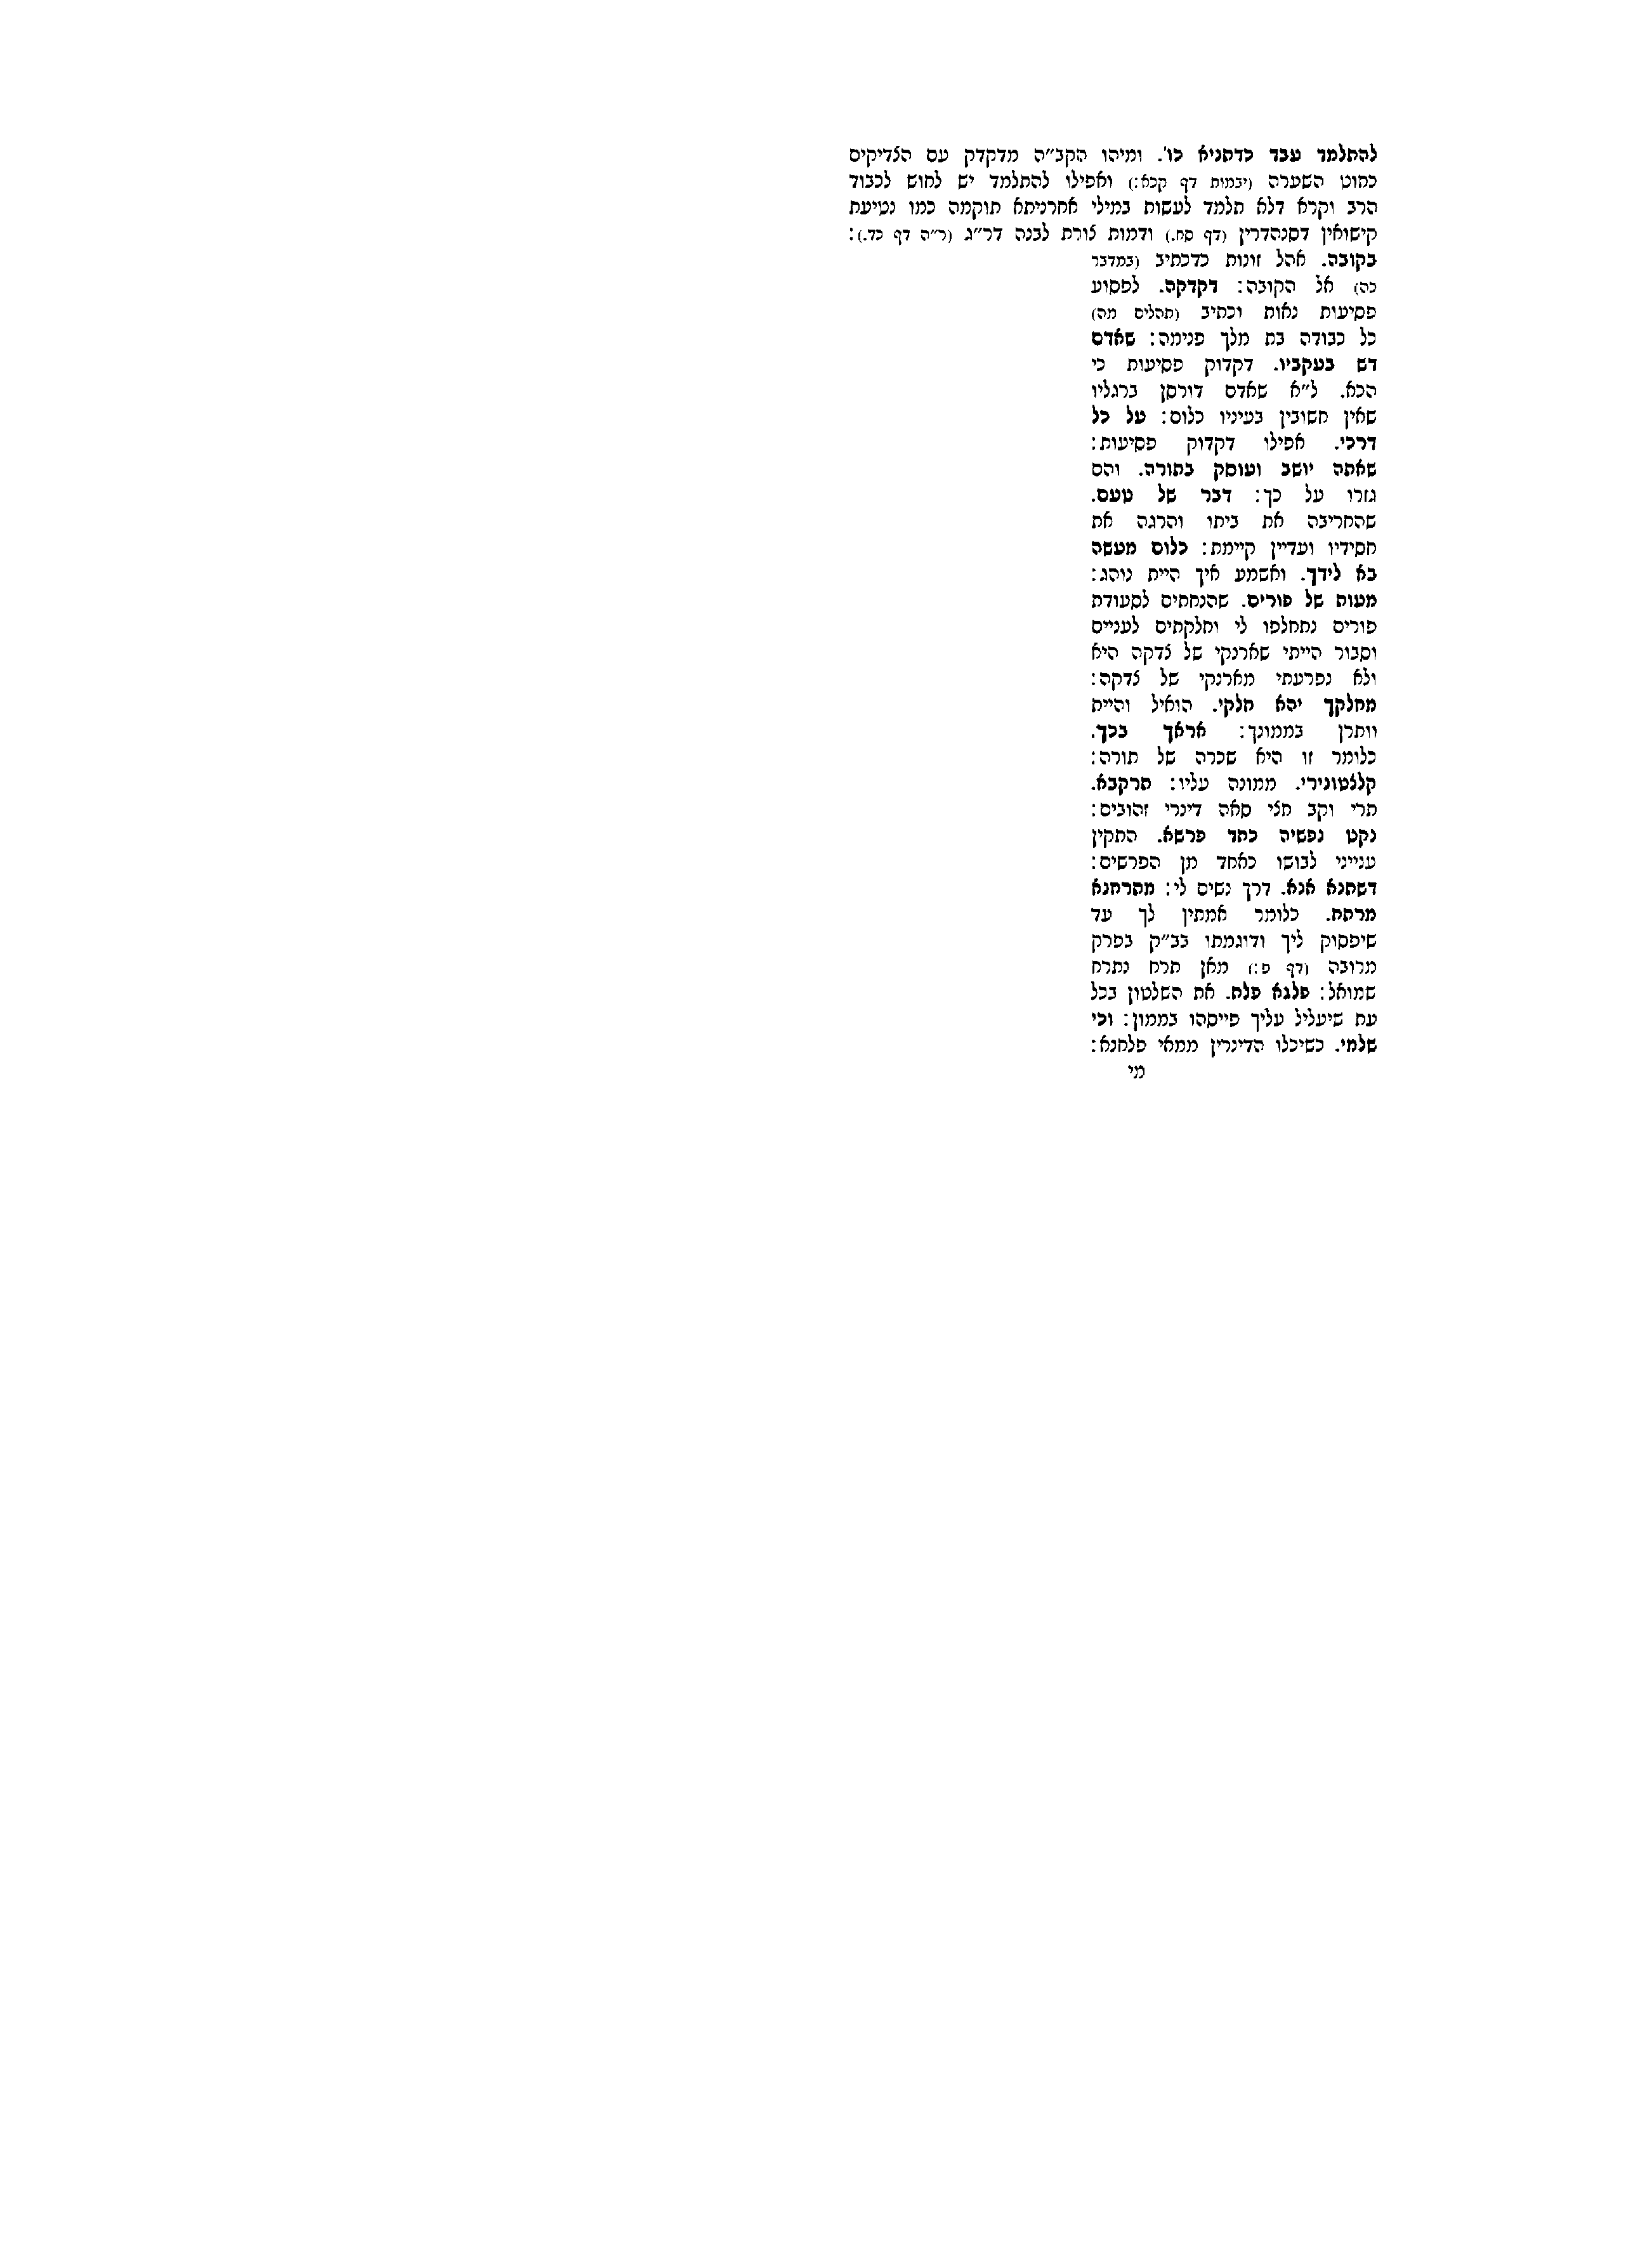 להתלמד עבד כדתניא כו'. ומיהו הקב״ה מדקדק עם הצדיקים
כחוט השערה (יבמות דף קכא:) ואפילו להתלמד יש לחוש לכבוד
הרב וקרא דלא תלמד לעשות במילי אחרניתא תוקמה כמו נטיעת
קישואין דסנהדרין (דף סח.) ודמות צורת לבנה דר״ג (ר״ה דף כד.):
בקובה. אהל זונות כדכתיב (במדבר
כה) אל הקובה: דקדקה. לפסוע
פסיעות נאות וכתיב (תהלים מה)
כל כבודה בת מלך פנימה: שאדם
דש בעקביו. דקדוק פסיעות כי
הכא. ל״א שאדם דורסן ברגליו
שאין חשובין בעיניו כלום: על כל
דרכי. אפילו דקדוק פסיעות:
שאתה יושב ועוסק בתורה. והם
גזרו על כך: דבר של טעם.
שהחריבה את ביתו והרגה את
חסידיו ועדיין קיימת: כלום מעשה
בא לידך. ואשמע איך היית נוהג:
מעות של פורים. שהנחתים לסעודת
פורים נתחלפו לי וחלקתים לעניים
וסבור הייתי שארנקי של צדקה היא
ולא נפרעתי מארנקי של צדקה:
מחלקך יהא חלקי. הואיל והיית
וותרן בממונך: אראך בכך.
כלומר זו היא שכרה של תורה:
קלצטונירי. ממונה עליו: תרקבא.
תרי וקב חצי סאה דינרי זהובים:
נקט נפשיה כחד פרשא. התקין
ענייני לבושו כאחד מן הפרשים:
דשתנא אנא. דרך נשים לי: מתרחנא
מרתח. כלומר אמתין לך עד
שיפסוק ליך ודוגמתו בב״ק בפרק
מרובה (דף פ:) מאן תרח נתרח
שמואל: פלגא פלח. את השלטון בכל
עת שיעליל עליך פייסהו בממון: וכי
שלמי. כשיכלו הדינרין ממאי פלחנא:
מי